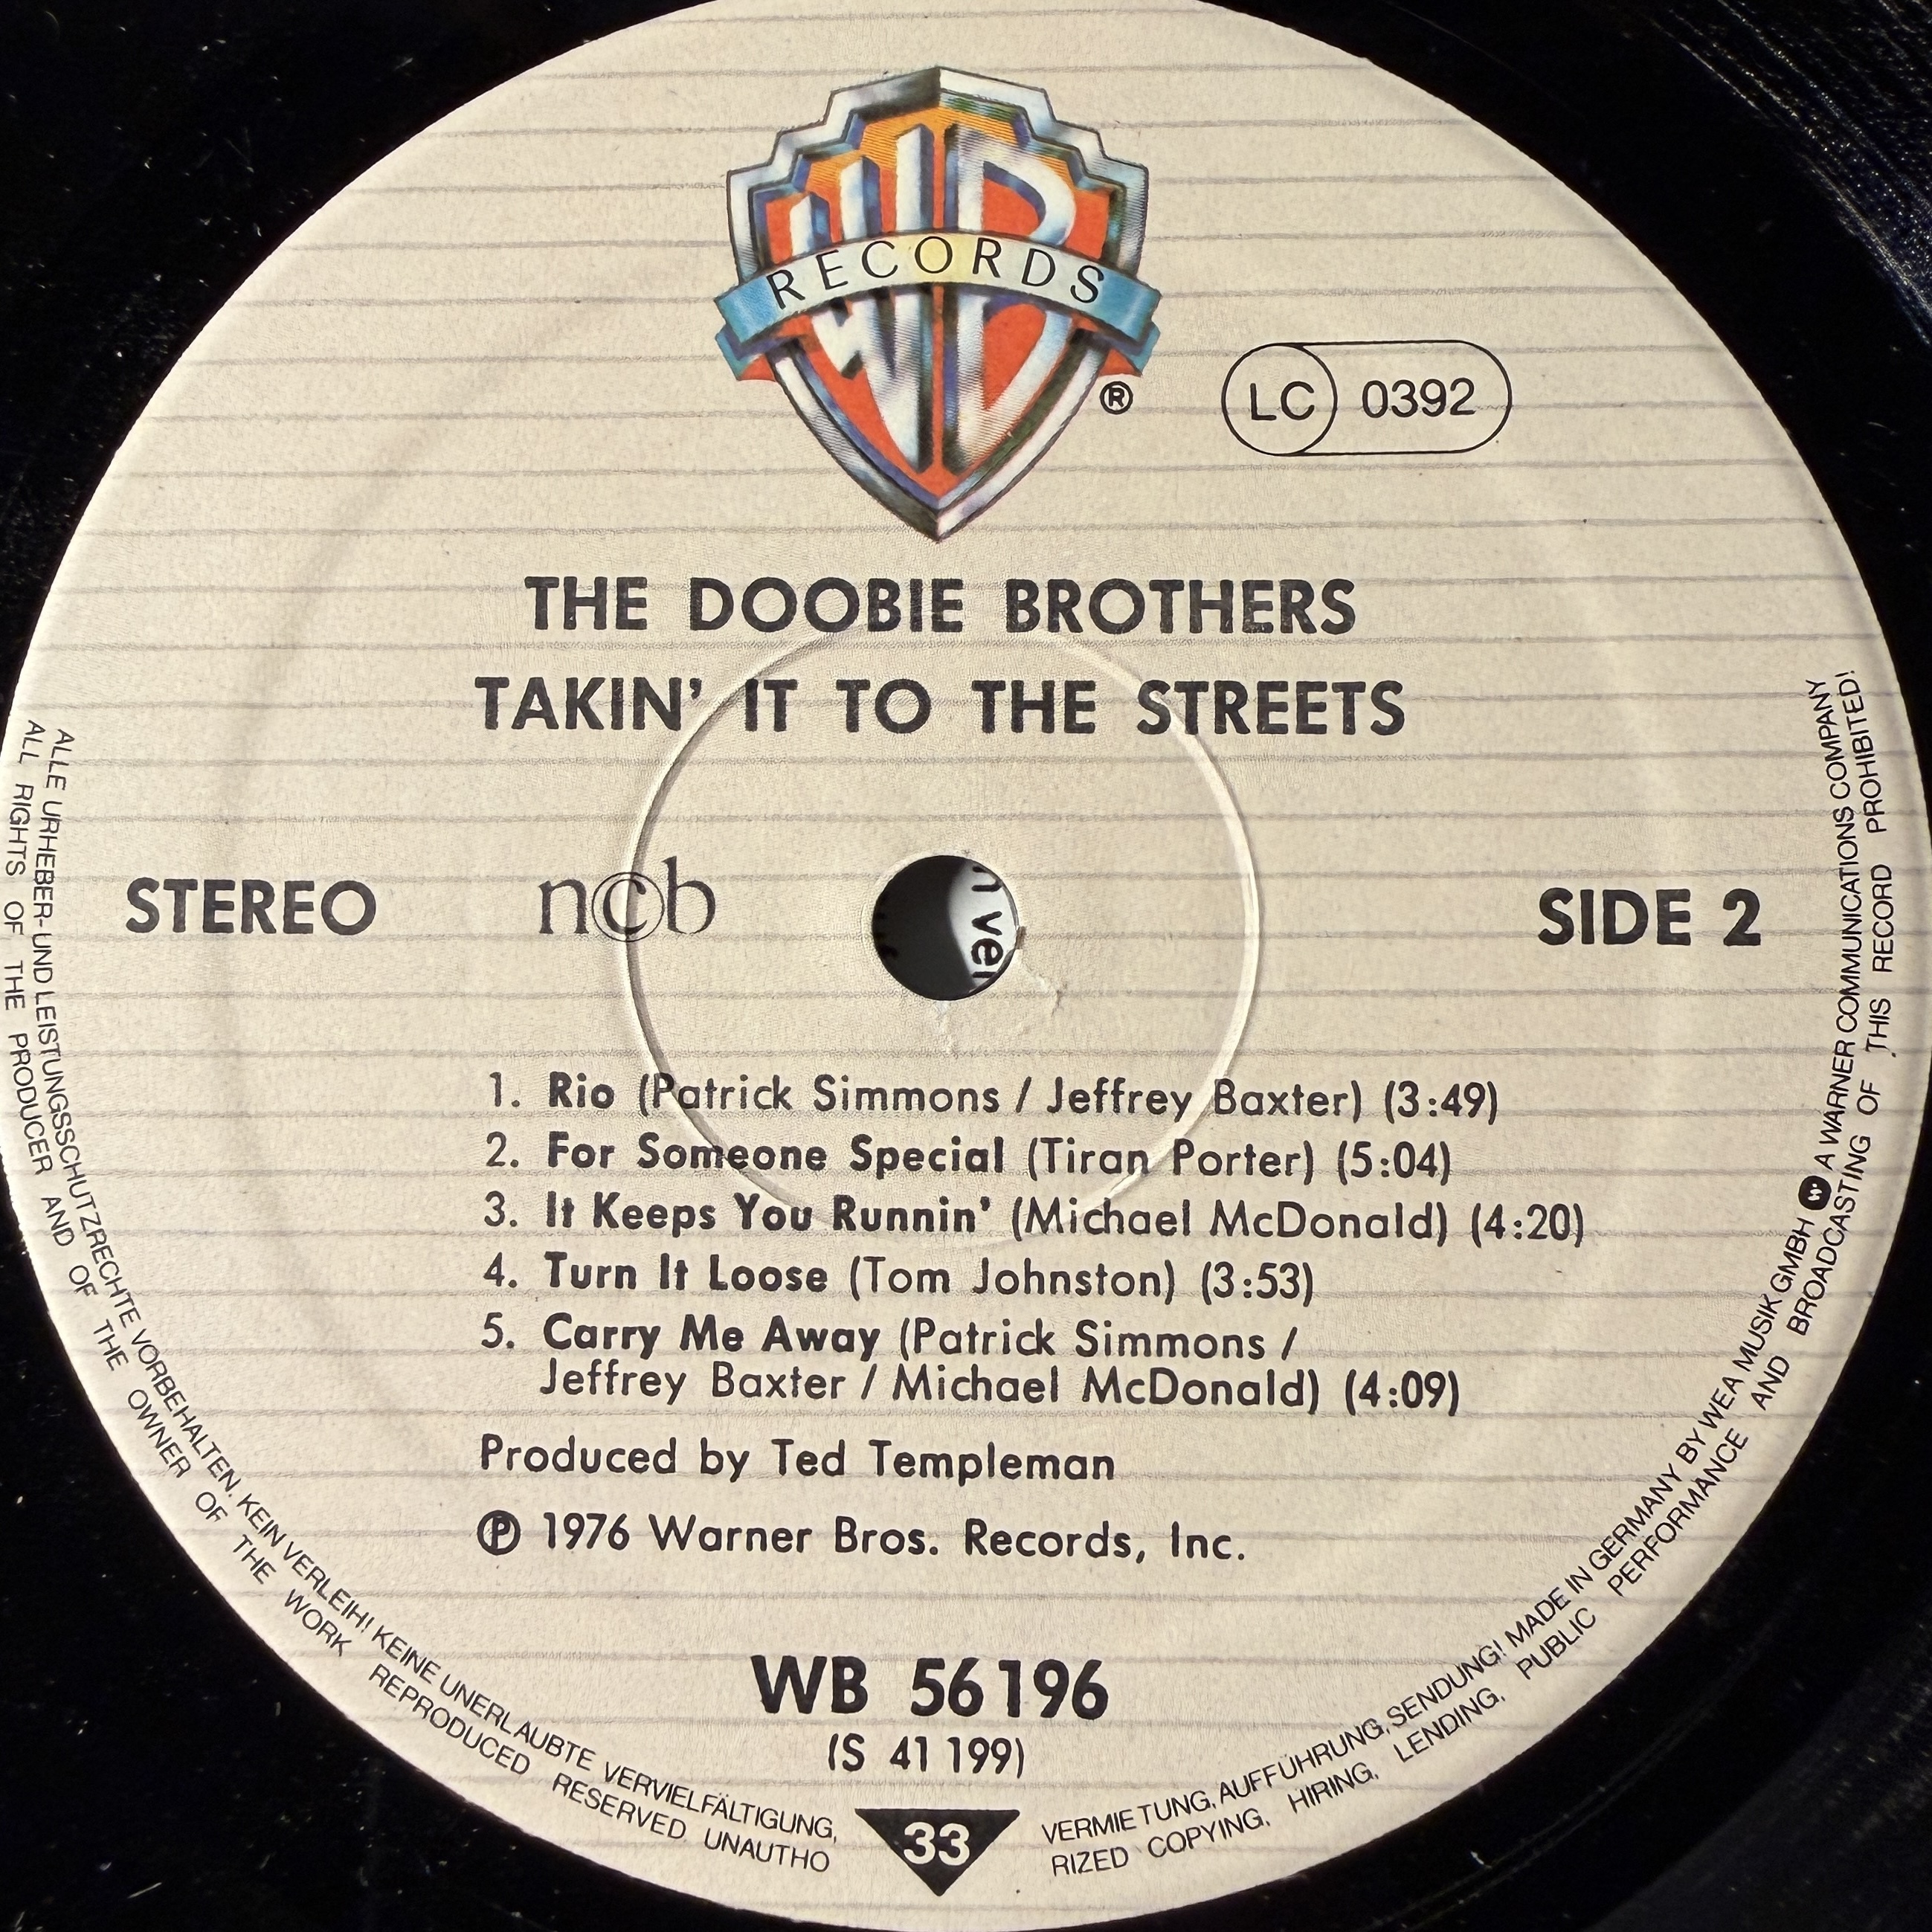 WB
RECORDS
®
LC 0392
THE DOOBIE BROTHERS
TAKIN' IT TO THE STREETS
STEREO
n©b
SIDE 2
1. Rio (Patrick Simmons / Jeffrey Baxter) (3:49)
2. For Someone Special (Tiran Porter) (5:04)
3. It Keeps You Runnin' (Michael McDonald) (4:20)
4. Turn It Loose (Tom Johnston) (3:53)
5. Carry Me Away (Patrick Simmons /
Jeffrey Baxter / Michael McDonald) (4:09)
Produced by Ted Templeman
℗ 1976 Warner Bros. Records, Inc.
WB 56 196
(S 41 199)
33
ALLE URHEBER- UND LEISTUNGSSCHUTZRECHTE VORBEHALTEN. KEIN VERLEIH! KEINE UNERLAUBTE VERVIELFÄLTIGUNG, VERMIETUNG, AUFFÜHRUNG, SENDUNG! MADE IN GERMANY BY WEA MUSIK GMBH W A WARNER COMMUNICATIONS COMPANY
ALL RIGHTS OF THE PRODUCER AND OF THE OWNER OF THE WORK REPRODUCED RESERVED UNAUTHO RIZED COPYING, HIRING, LENDING, PUBLIC PERFORMANCE AND BROADCASTING OF THIS RECORD PROHIBITED!